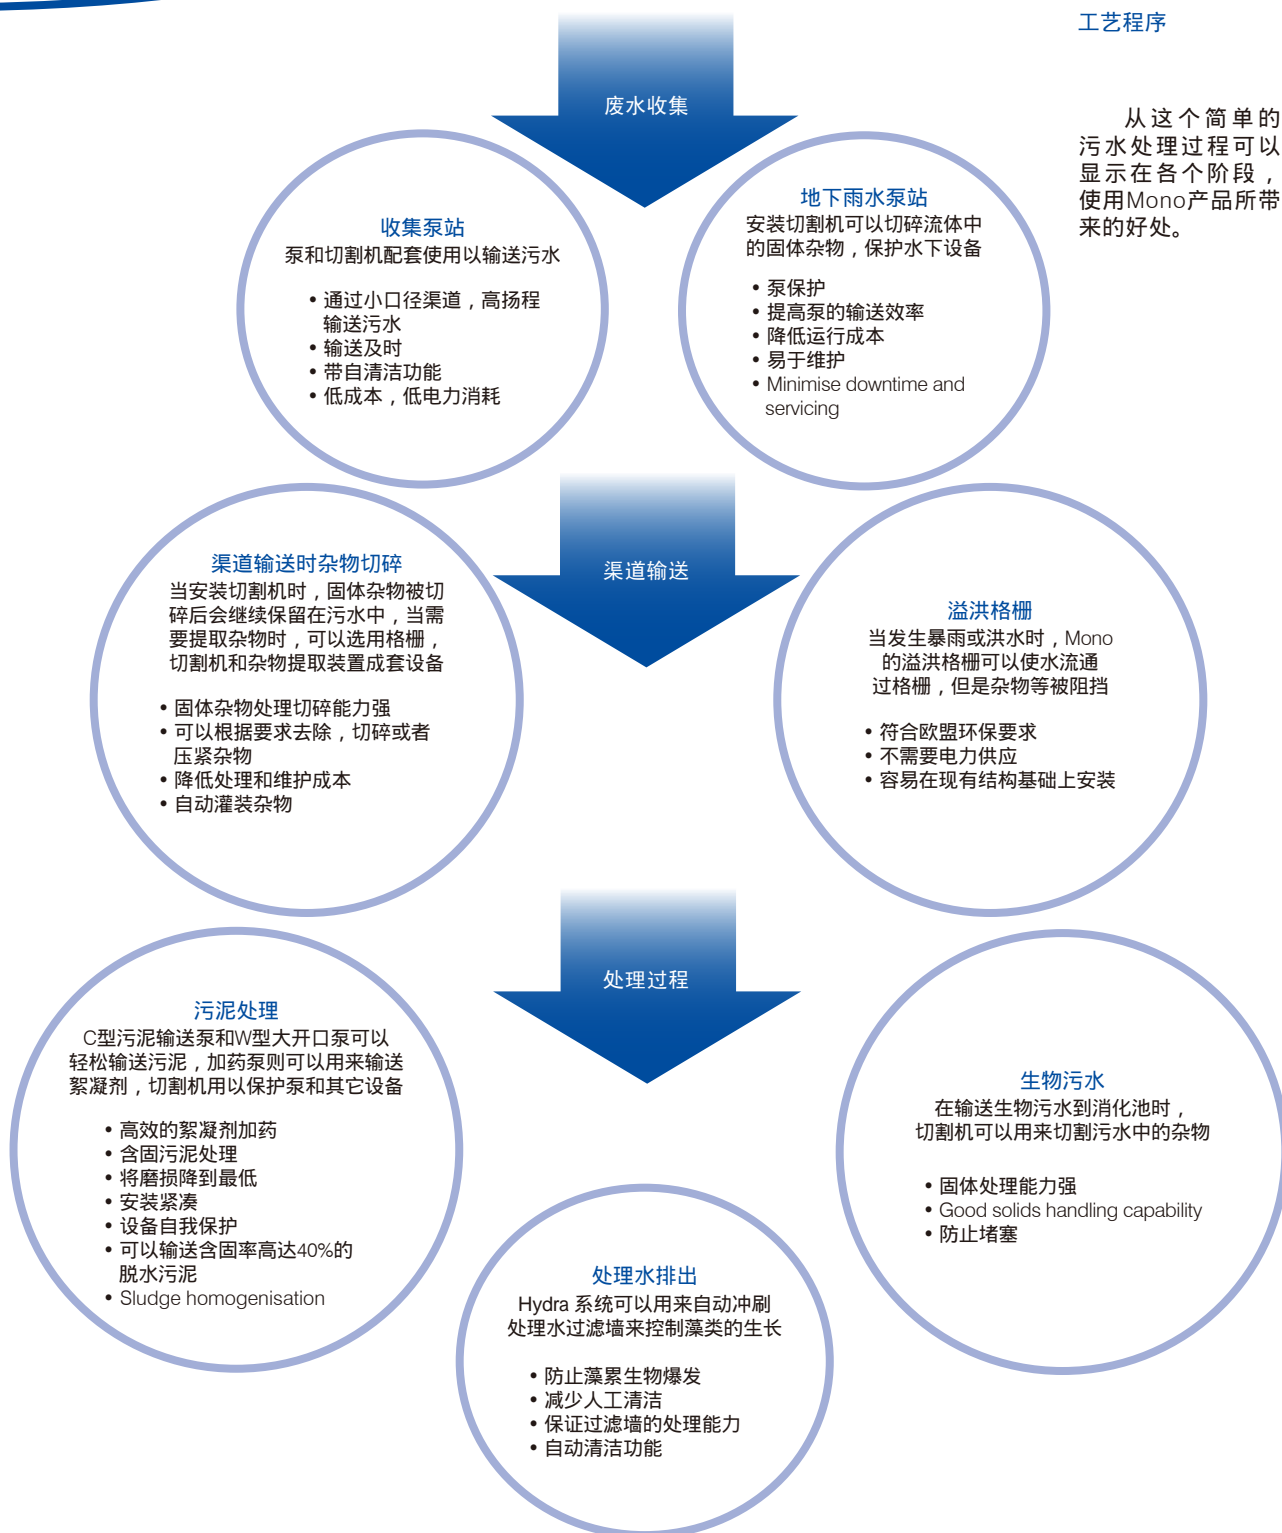 工艺程序
从这个简单的
污水处理过程可以
显示在各个阶段，
使用Mono产品所带
来的好处。
废水收集
收集泵站
泵和切割机配套使用以输送污水
• 通过小口径渠道，高扬程
输送污水
• 输送及时
• 带自清洁功能
• 低成本，低电力消耗
地下雨水泵站
安装切割机可以切碎流体中
的固体杂物，保护水下设备
• 泵保护
• 提高泵的输送效率
• 降低运行成本
• 易于维护
• Minimise downtime and
servicing
渠道输送
渠道输送时杂物切碎
当安装切割机时，固体杂物被切
碎后会继续保留在污水中，当需
要提取杂物时，可以选用格栅，
切割机和杂物提取装置成套设备
• 固体杂物处理切碎能力强
• 可以根据要求去除，切碎或者
压紧杂物
• 降低处理和维护成本
• 自动灌装杂物
溢洪格栅
当发生暴雨或洪水时，Mono
的溢洪格栅可以使水流通
过格栅，但是杂物等被阻挡
• 符合欧盟环保要求
• 不需要电力供应
• 容易在现有结构基础上安装
处理过程
污泥处理
C型污泥输送泵和W型大开口泵可以
轻松输送污泥，加药泵则可以用来输送
絮凝剂，切割机用以保护泵和其它设备
• 高效的絮凝剂加药
• 含固污泥处理
• 将磨损降到最低
• 安装紧凑
• 设备自我保护
• 可以输送含固率高达40%的
脱水污泥
• Sludge homogenisation
生物污水
在输送生物污水到消化池时，
切割机可以用来切割污水中的杂物
• 固体处理能力强
• Good solids handling capability
• 防止堵塞
处理水排出
Hydra 系统可以用来自动冲刷
处理水过滤墙来控制藻类的生长
• 防止藻累生物爆发
• 减少人工清洁
• 保证过滤墙的处理能力
• 自动清洁功能